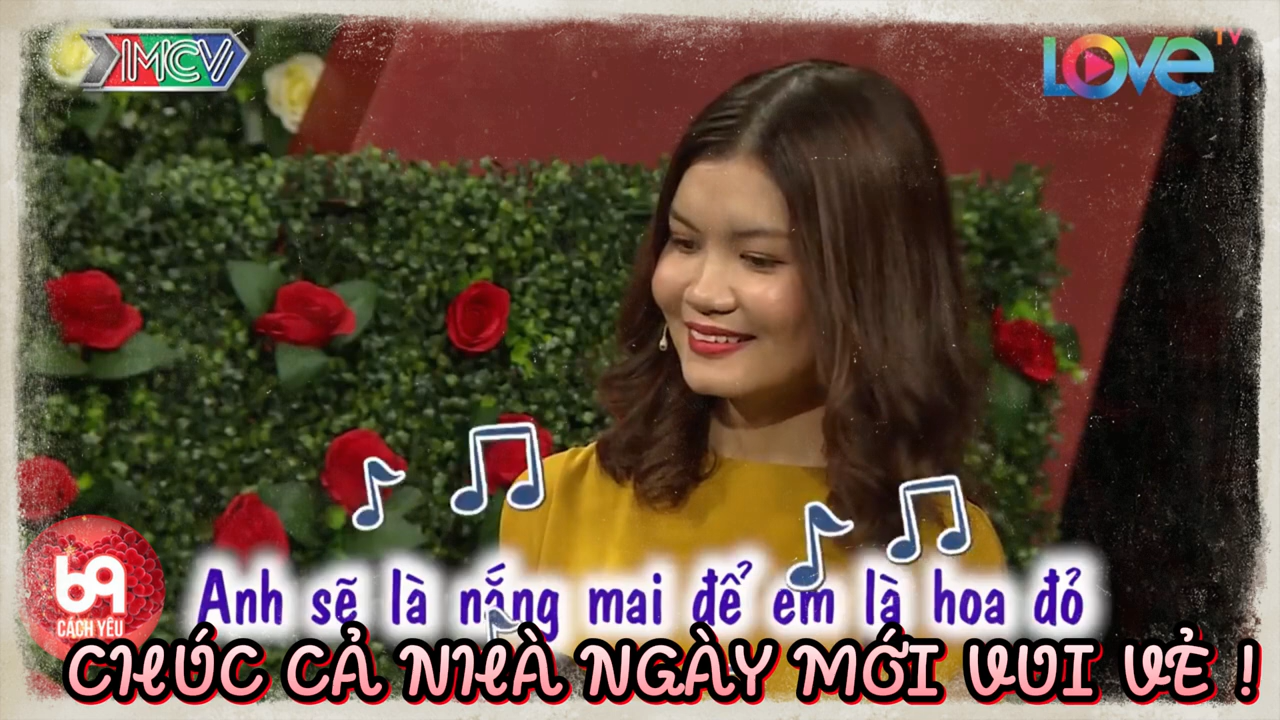 MCV
LOVE TV
69
CÁCH YÊU
Anh sẽ là nắng mai để em là hoa đỏ
CHÚC CẢ NHÀ NGÀY MỚI VUI VẺ !